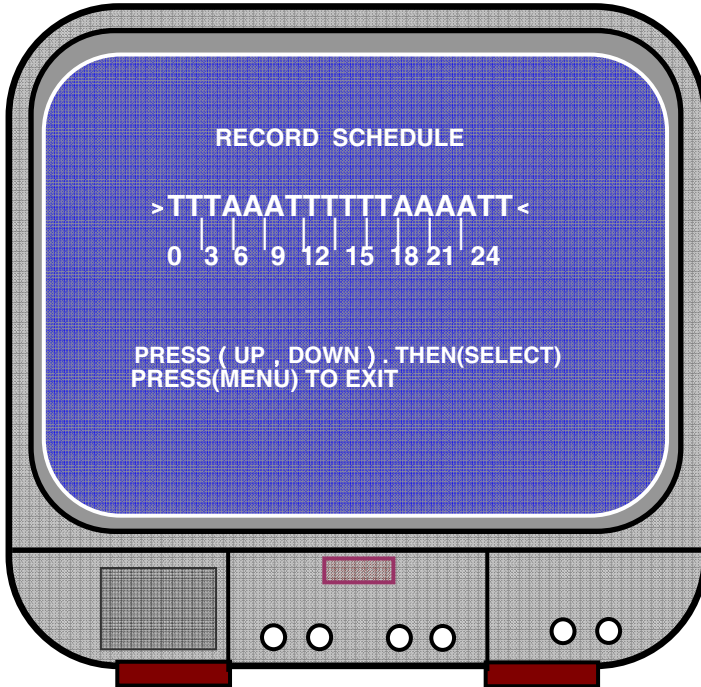 RECORD SCHEDULE
>TTTAAATTTTTTAAAATT<
0 3 6 9 12 15 18 21 24
PRESS ( UP , DOWN ) . THEN(SELECT)
PRESS(MENU) TO EXIT